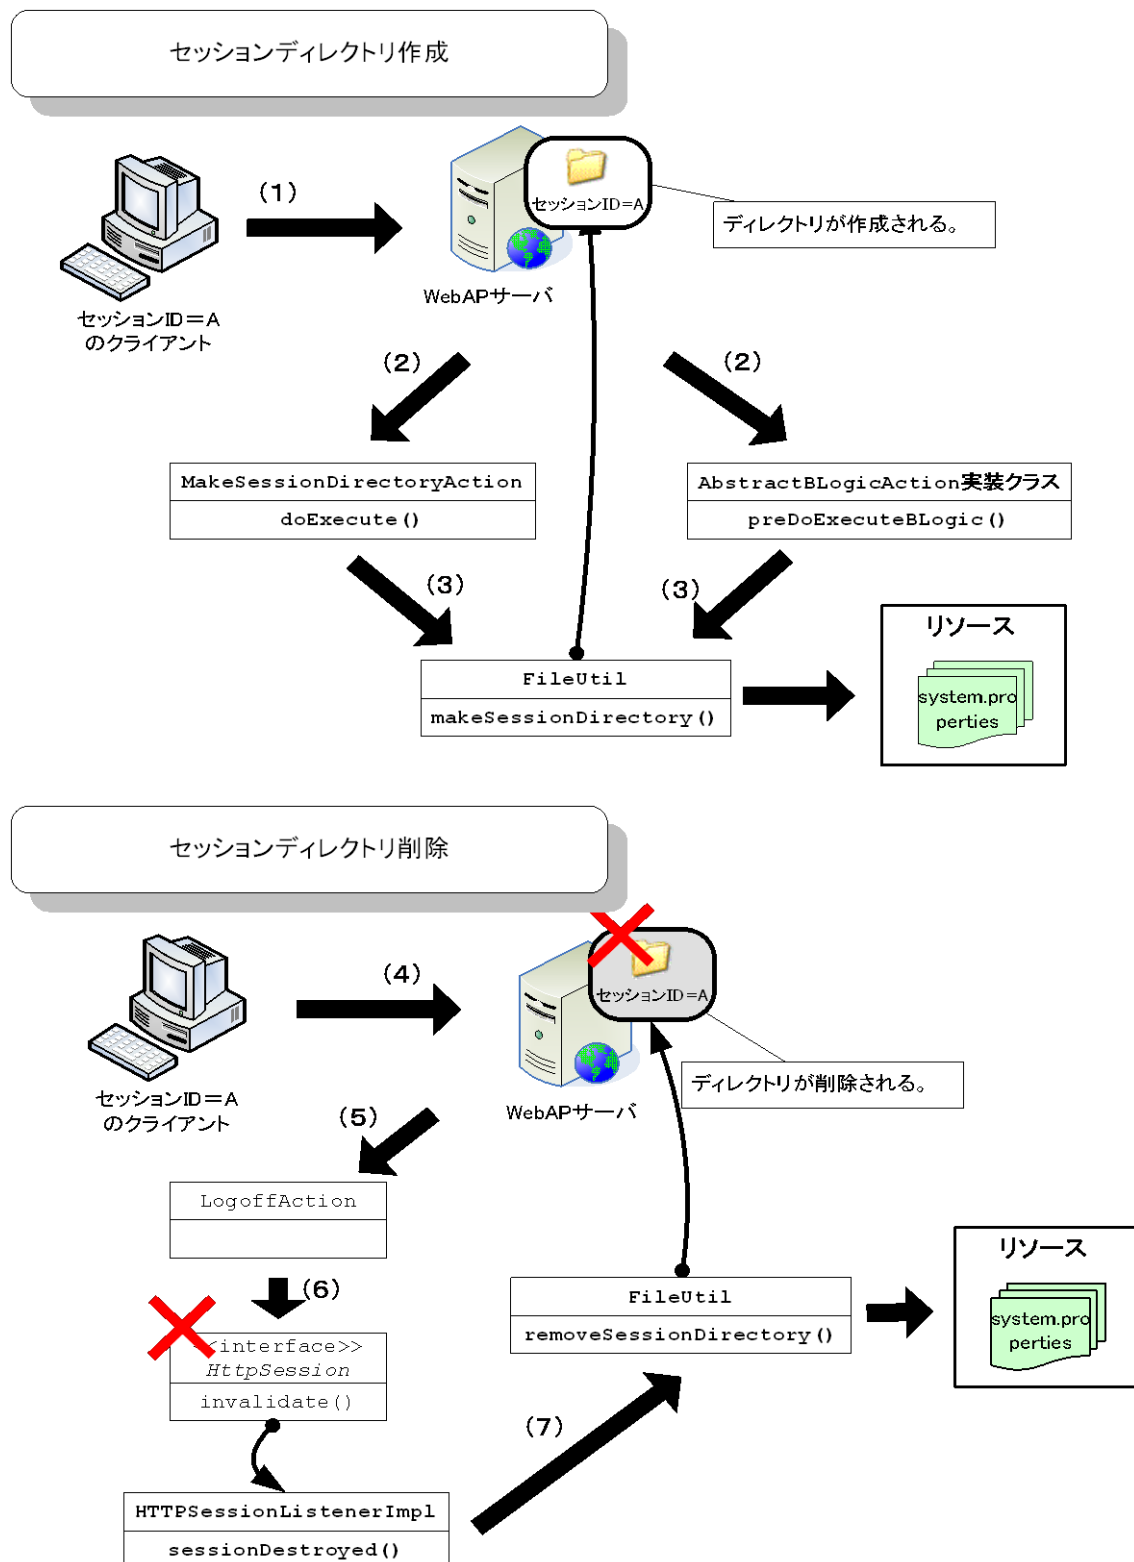 セッションディレクトリ作成
セッションID=A
(1)
ディレクトリが作成される。
WebAPサーバ
セッションID=A
のクライアント
(2)
(2)
MakeSessionDirectoryAction
doExecute()
AbstractBLogicAction実装クラス
preDoExecuteBLogic()
(3)
(3)
リソース
FileUtil
makeSessionDirectory()
system.pro
perties
セッションディレクトリ削除
(4)
セッションID=A
ディレクトリが削除される。
セッションID=A
のクライアント
WebAPサーバ
(5)
LogoffAction
リソース
(6)
FileUtil
removeSessionDirectory()
system.pro
perties
<<interface>>
HttpSession
invalidate()
(7)
HTTPSessionListenerImpl
sessionDestroyed()